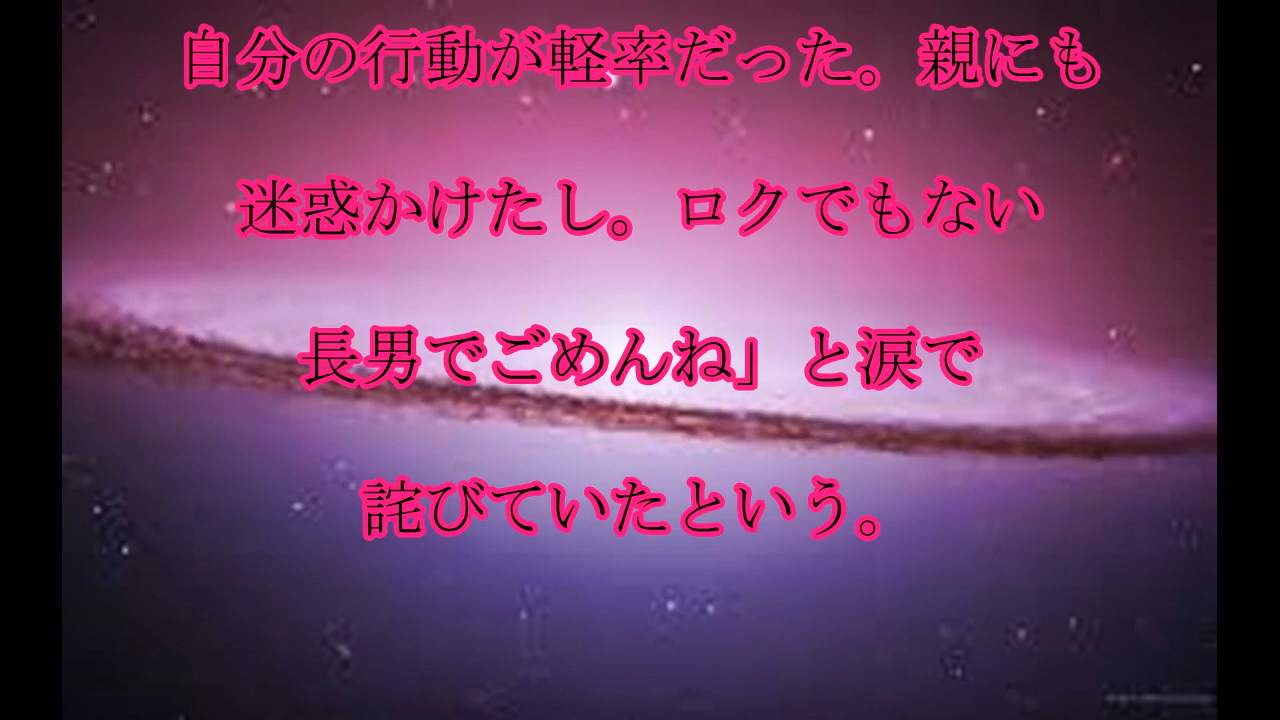 自分の行動が軽率だった。親にも
迷惑かけたし。ロクでもない
長男でごめんね」と涙で
詫びていたという。